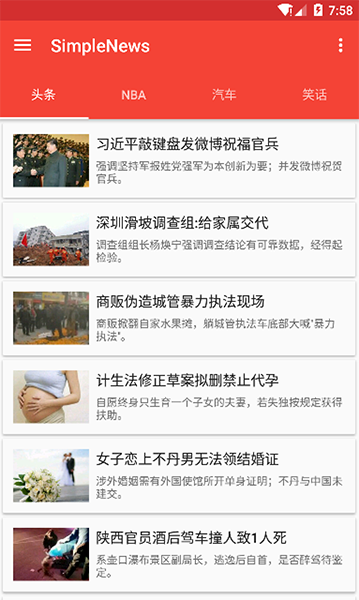 7:58
SimpleNews
头条 NBA 汽车 笑话
习近平敲键盘发微博祝福官兵
强调坚持军报姓党强军为本创新为要；并发微博祝贺
官兵。
深圳滑坡调查组:给家属交代
调查组组长杨焕宁强调调查结论有可靠数据，经得起
检验。
商贩伪造城管暴力执法现场
商贩掀翻自家水果摊，躺城管执法车底部大喊"暴力
执法"。
计生法修正草案拟删禁止代孕
自愿终身只生育一个子女的夫妻，若失独按规定获得
扶助。
女子恋上不丹男无法领结婚证
涉外婚姻需有外国使馆所开单身证明；不丹与中国未
建交。
陕西官员酒后驾车撞人致1人死
系壶口瀑布景区副局长，逃逸后自首，是否醉驾待鉴
定。